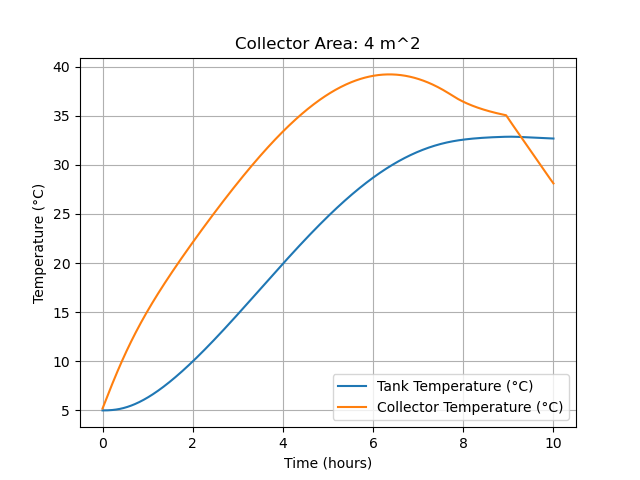 Collector Area: 4 m^2
Temperature (°C)
40
35
30
25
20
15
10
5
Tank Temperature (°C)
Collector Temperature (°C)
0 2 4 6 8 10
Time (hours)